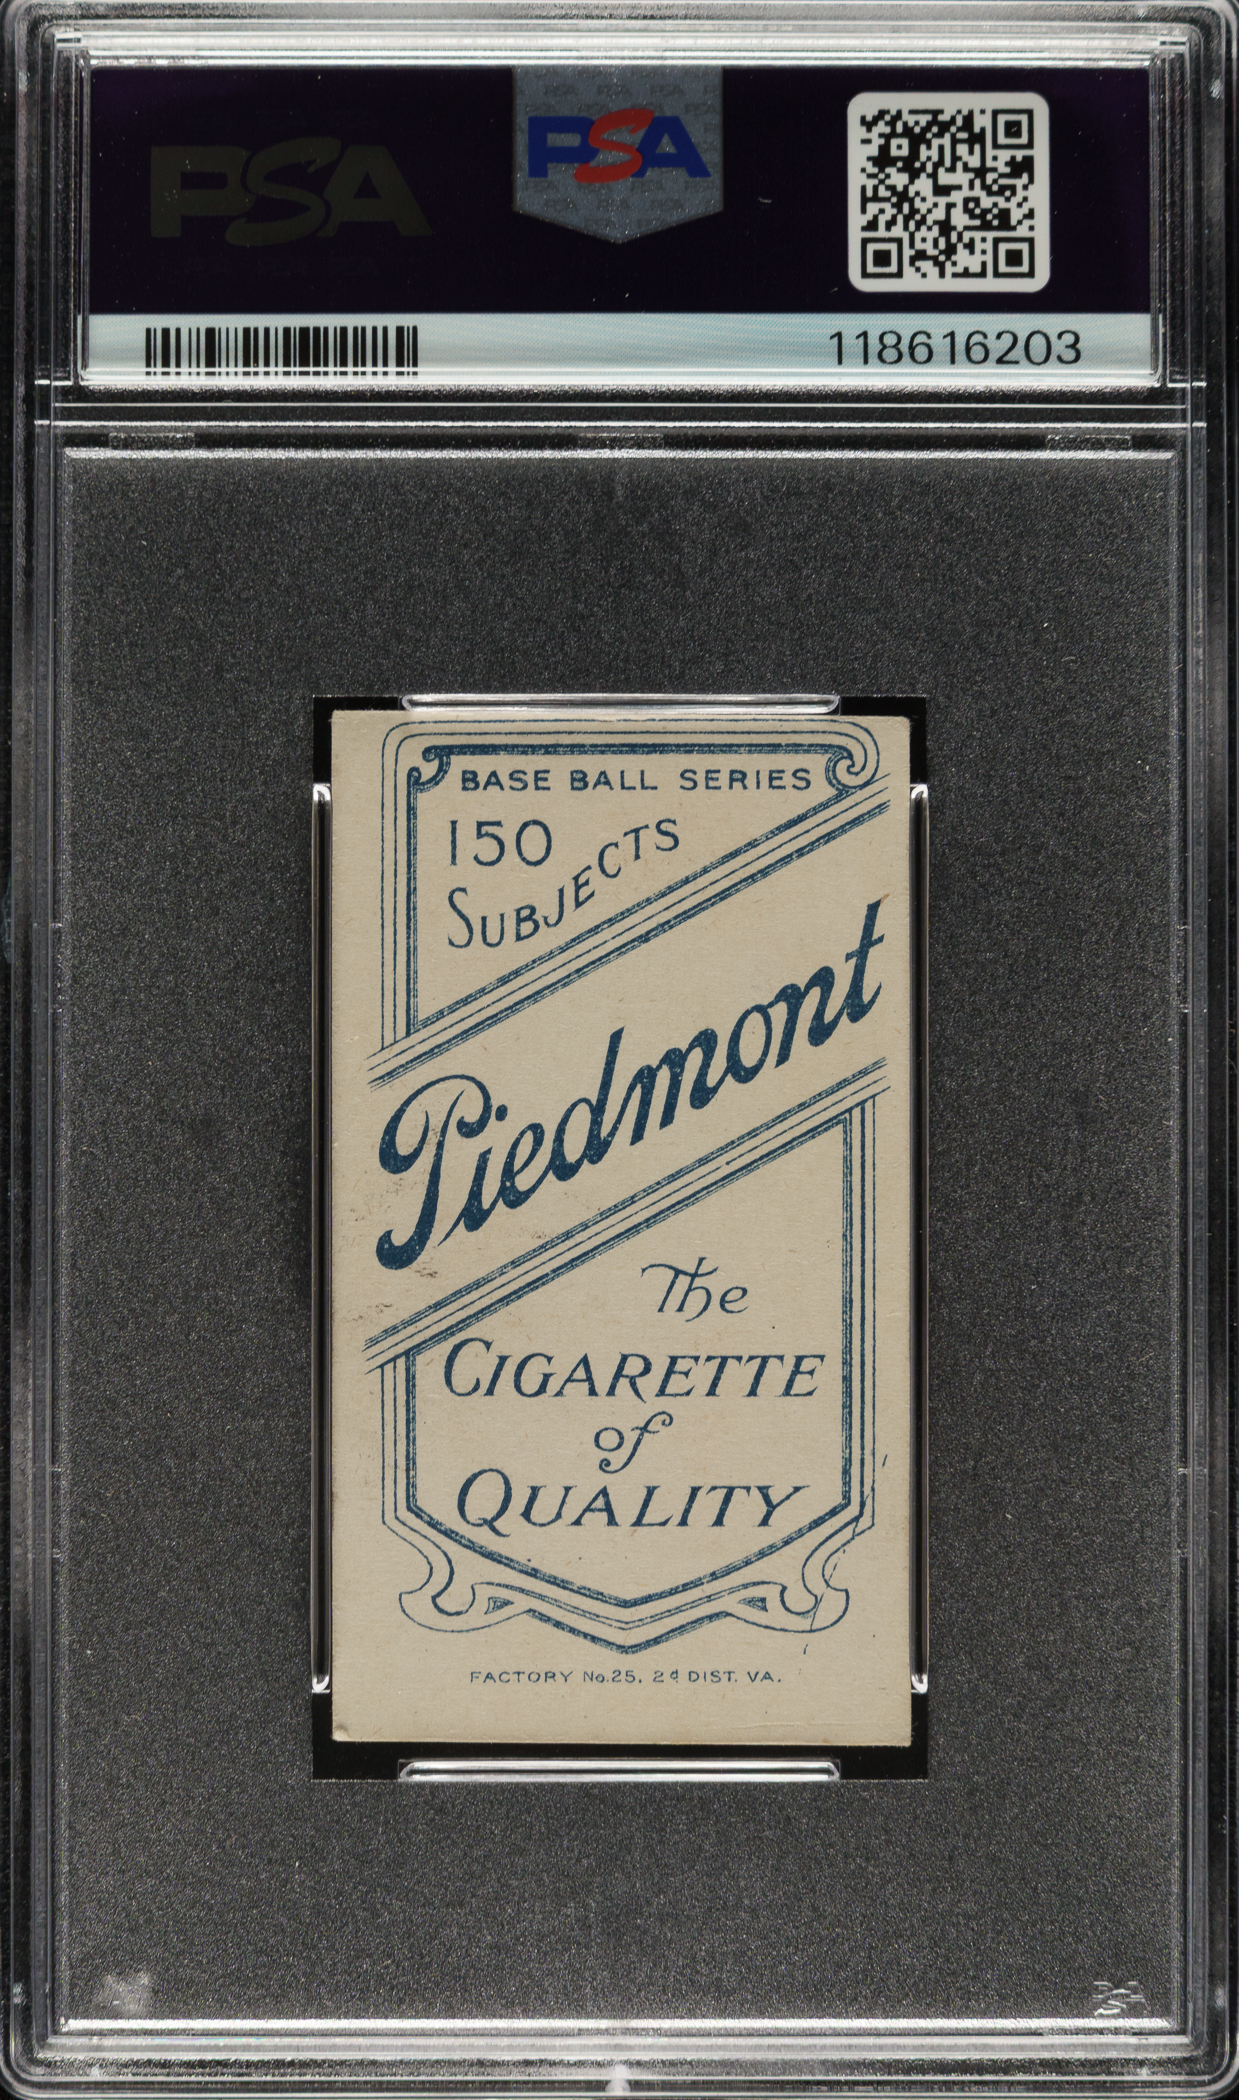 PSA
PSA
118616203
BASE BALL SERIES
150
SUBJECTS
Piedmont
The
CIGARETTE
of
QUALITY
FACTORY No. 25, 2d DIST. VA.
PSA